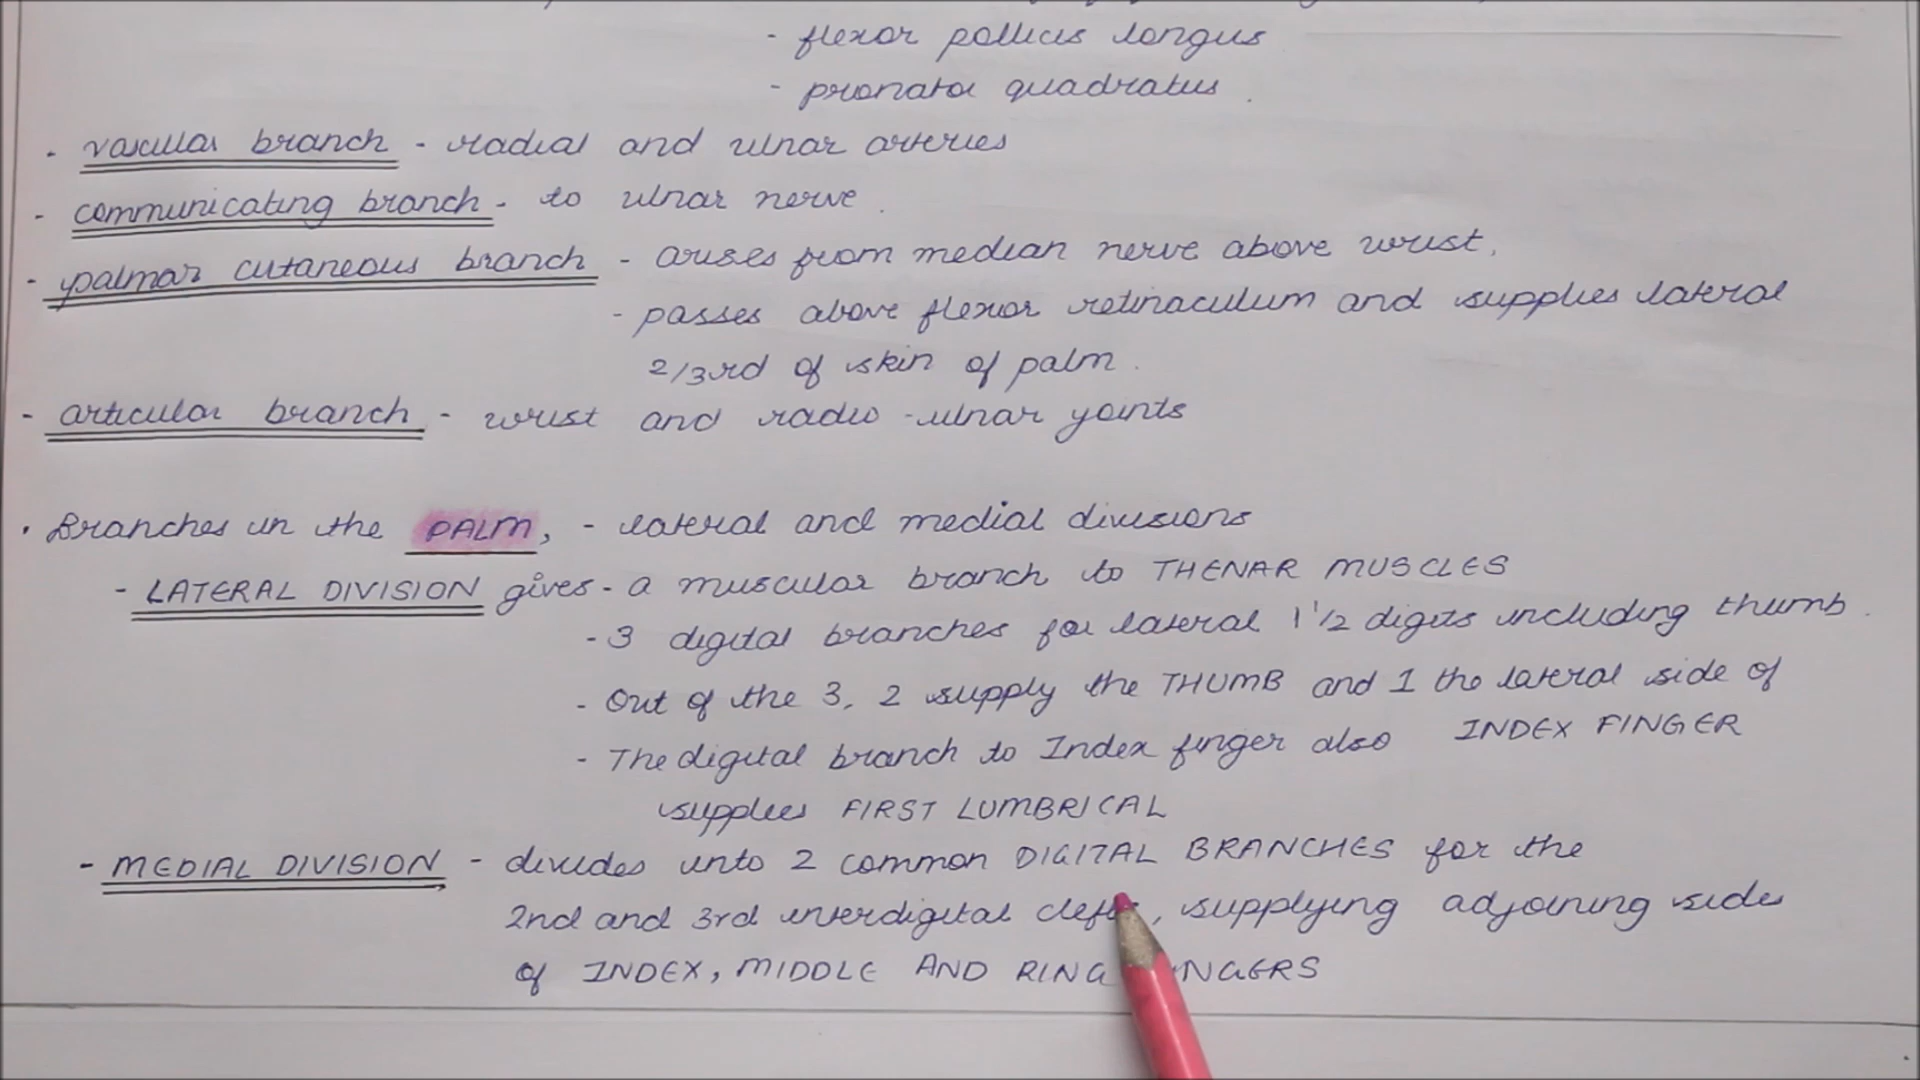 - flexor pollicis longus
- pronator quadratus
- vascular branch - radial and ulnar arteries
- communicating branch - to ulnar nerve.
- palmar cutaneous branch - arises from median nerve above wrist.
- passes above flexor retinaculum and supplies lateral
2/3rd of skin of palm.
- articular branch - wrist and radio-ulnar joints
• Branches in the PALM, - lateral and medial divisions
- LATERAL DIVISION gives - a muscular branch to THENAR MUSCLES
- 3 digital branches for lateral 1 1/2 digits including thumb.
- Out of the 3, 2 supply the THUMB and 1 the lateral side of
INDEX FINGER
- The digital branch to Index finger also
supplies FIRST LUMBRICAL
- MEDIAL DIVISION - divides into 2 common DIGITAL BRANCHES for the
2nd and 3rd interdigital clefts, supplying adjoining sides
of INDEX, MIDDLE AND RING FINGERS